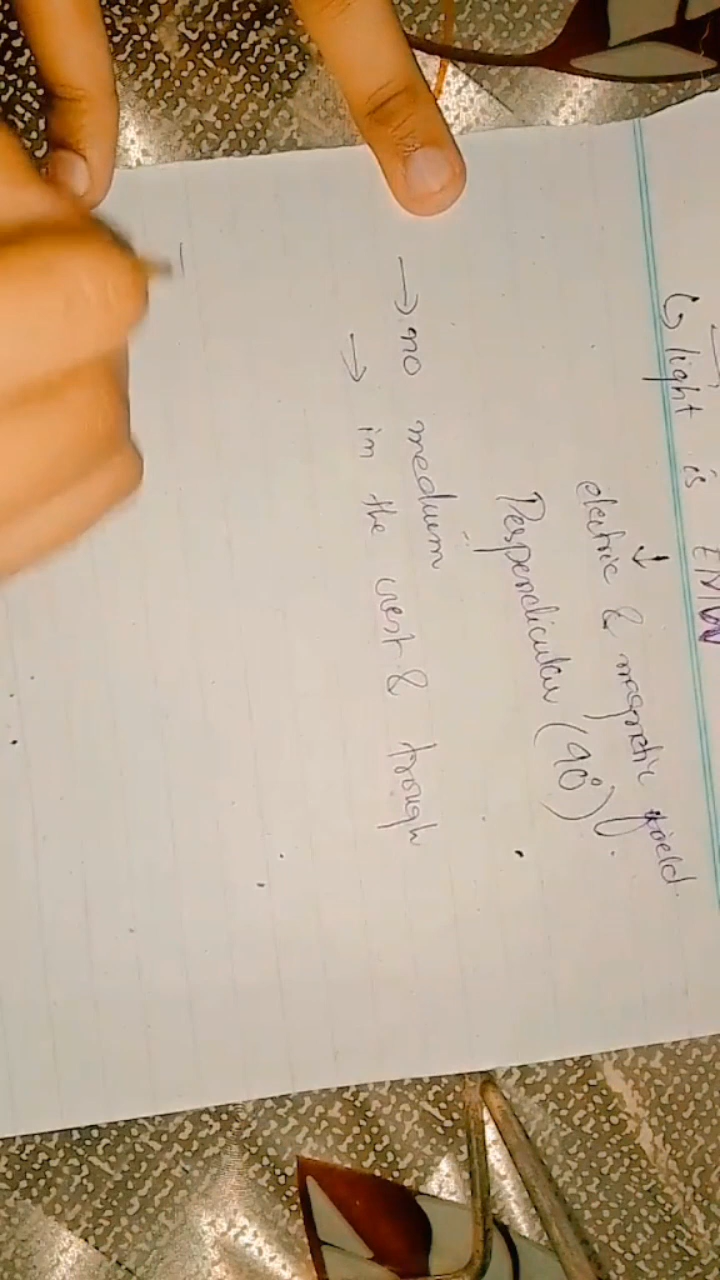 ↳ light is EMW
↓
electric & magnetic field.
Perpendicular (90°).
→ no medium
→ in the crest & trough